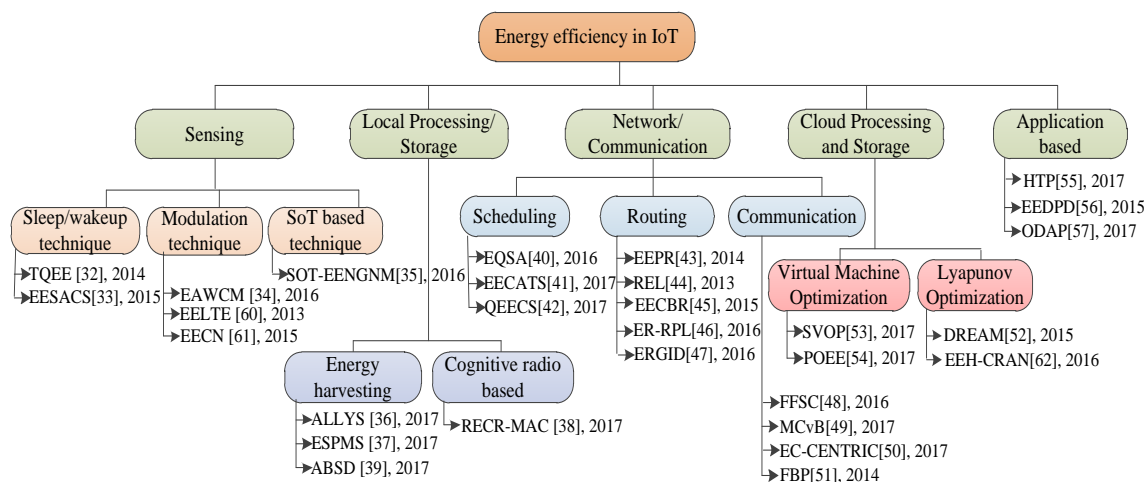 Energy efficiency in IoT
Sensing
Local Processing/
Storage
Network/
Communication
Cloud Processing
and Storage
Application
based
Sleep/wakeup
technique
TQEE [32], 2014
EESACS[33], 2015
Modulation
technique
EAWCM [34], 2016
EELTE [60], 2013
EECN [61], 2015
SoT based
technique
SOT-EENGNM[35], 2016
Energy
harvesting
ALLYS [36], 2017
ESPMS [37], 2017
ABSD [39], 2017
Cognitive radio
based
RECR-MAC [38], 2017
Scheduling
EQSA[40], 2016
EECATS[41], 2017
QEECS[42], 2017
Routing
EEPR[43], 2014
REL[44], 2013
EECBR[45], 2015
ER-RPL[46], 2016
ERGID[47], 2016
Communication
FFSC[48], 2016
MCvB[49], 2017
EC-CENTRIC[50], 2017
FBP[51], 2014
Virtual Machine
Optimization
SVOP[53], 2017
POEE[54], 2017
Lyapunov
Optimization
DREAM[52], 2015
EEH-CRAN[62], 2016
HTP[55], 2017
EEDPD[56], 2015
ODAP[57], 2017